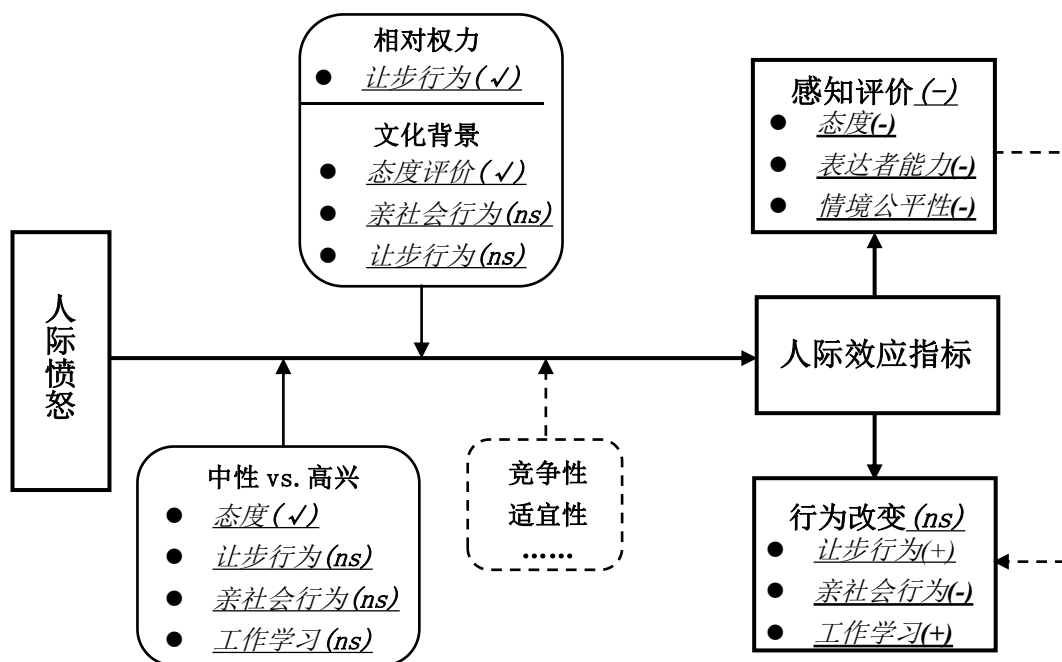 相对权力
● 让步行为(√)
文化背景
● 态度评价(√)
● 亲社会行为(ns)
● 让步行为(ns)
感知评价(-)
● 态度(-)
● 表达者能力(-)
● 情境公平性(-)
人际愤怒
人际效应指标
中性 vs. 高兴
● 态度(√)
● 让步行为(ns)
● 亲社会行为(ns)
● 工作学习(ns)
竞争性
适宜性
……
行为改变(ns)
● 让步行为(+)
● 亲社会行为(-)
● 工作学习(+)